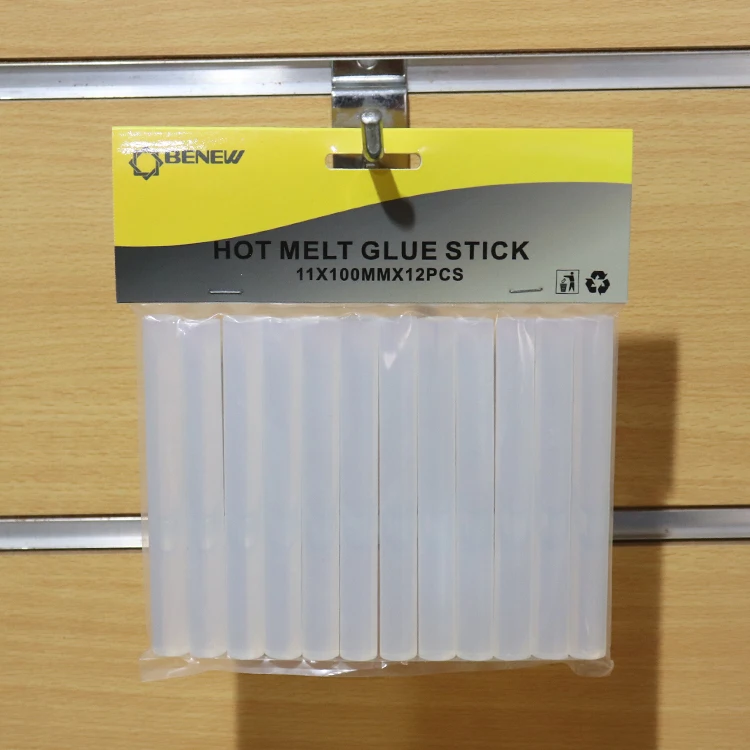 BENEW
HOT MELT GLUE STICK
11X100MMX12PCS